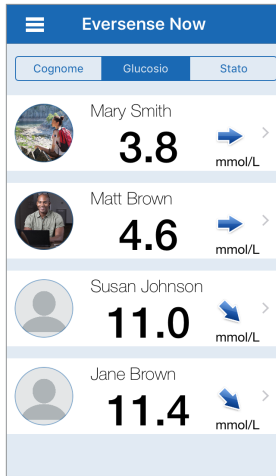 Eversense Now
Cognome Glucosio Stato
Mary Smith
3.8
mmol/L
Matt Brown
4.6
mmol/L
Susan Johnson
11.0
mmol/L
Jane Brown
11.4
mmol/L